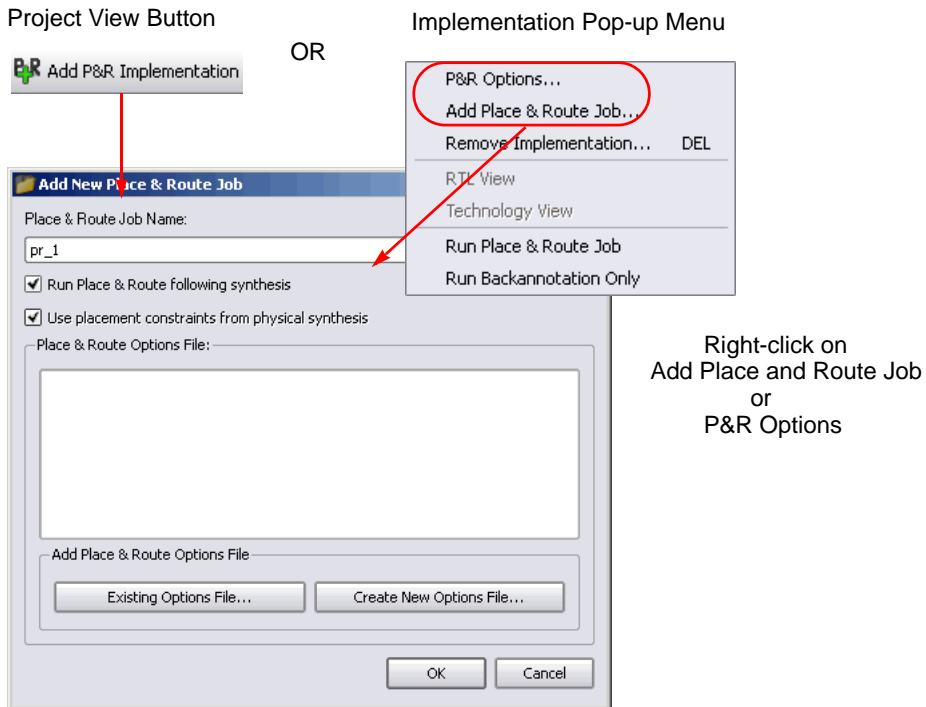 Project View Button
OR
Implementation Pop-up Menu
P&R Add P&R Implementation
P&R Options...
Add Place & Route Job...
Remove Implementation... DEL
RTL View
Technology View
Run Place & Route Job
Run Backannotation Only
Add New Place & Route Job
Place & Route Job Name:
pr_1
Run Place & Route following synthesis
Use placement constraints from physical synthesis
Place & Route Options File:
Add Place & Route Options File
Existing Options File... Create New Options File...
OK Cancel
Right-click on
Add Place and Route Job
or
P&R Options